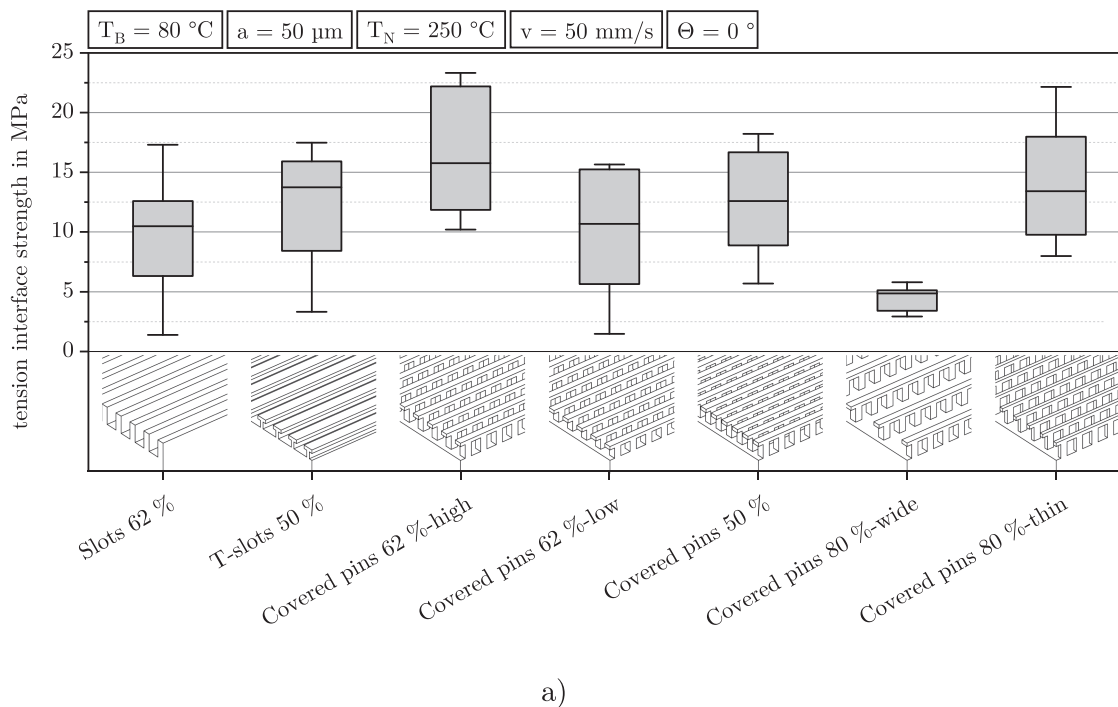 T_B = 80 °C a = 50 µm T_N = 250 °C v = 50 mm/s Θ = 0 °
tension interface strength in MPa
25
20
15
10
5
0
Slots 62 %
T-slots 50 %
Covered pins 62 %-high
Covered pins 62 %-low
Covered pins 50 %
Covered pins 80 %-wide
Covered pins 80 %-thin
a)